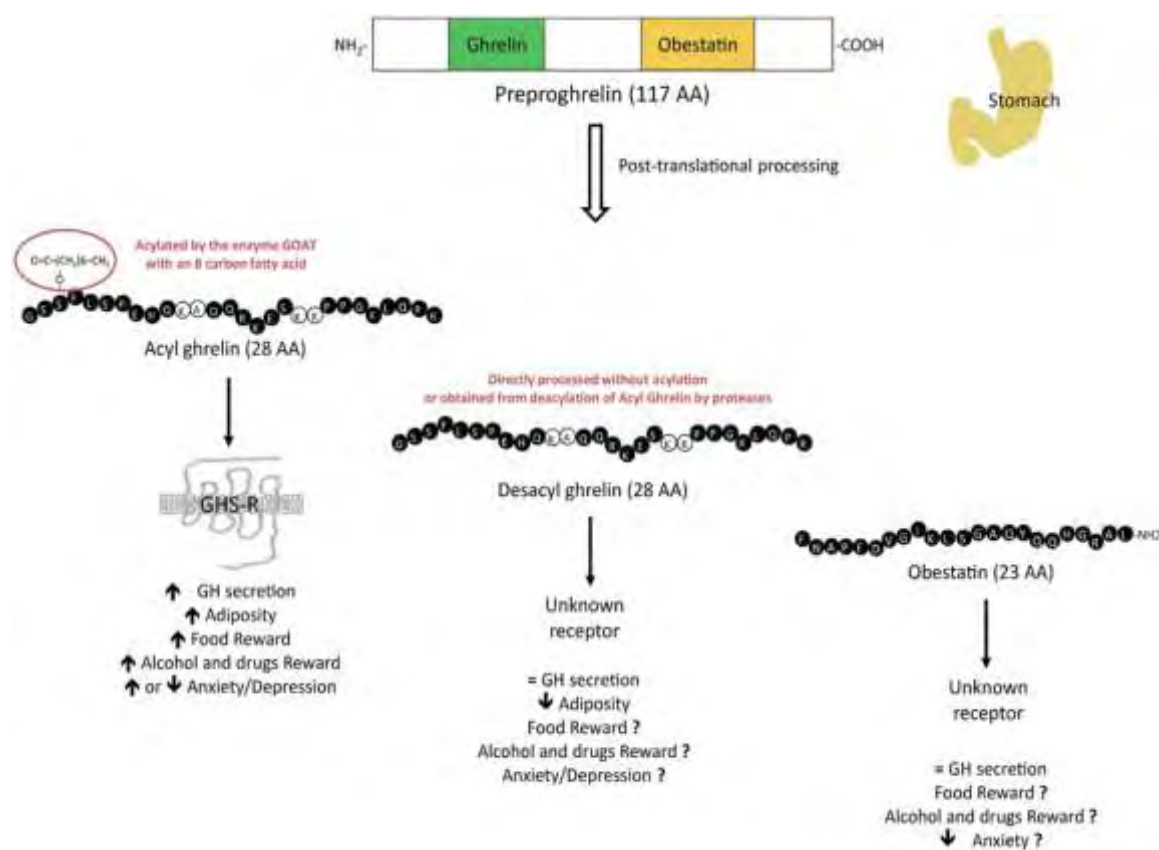 NH2- Ghrelin Obestatin -COOH
Preproghrelin (117 AA)
Stomach
Post-translational processing
Acylated by the enzyme GOAT
with an 8 carbon fatty acid
O=C-(CH2)6-CH3
O
Acyl ghrelin (28 AA)
GHS-R
↑ GH secretion
↑ Adiposity
↑ Food Reward
↑ Alcohol and drugs Reward
↑ or ↓ Anxiety/Depression
Directly processed without acylation
or obtained from deacylation of Acyl Ghrelin by proteases
Desacyl ghrelin (28 AA)
Unknown
receptor
= GH secretion
↓ Adiposity
Food Reward ?
Alcohol and drugs Reward ?
Anxiety/Depression ?
-NH2
Obestatin (23 AA)
Unknown
receptor
= GH secretion
Food Reward ?
Alcohol and drugs Reward ?
↓ Anxiety ?